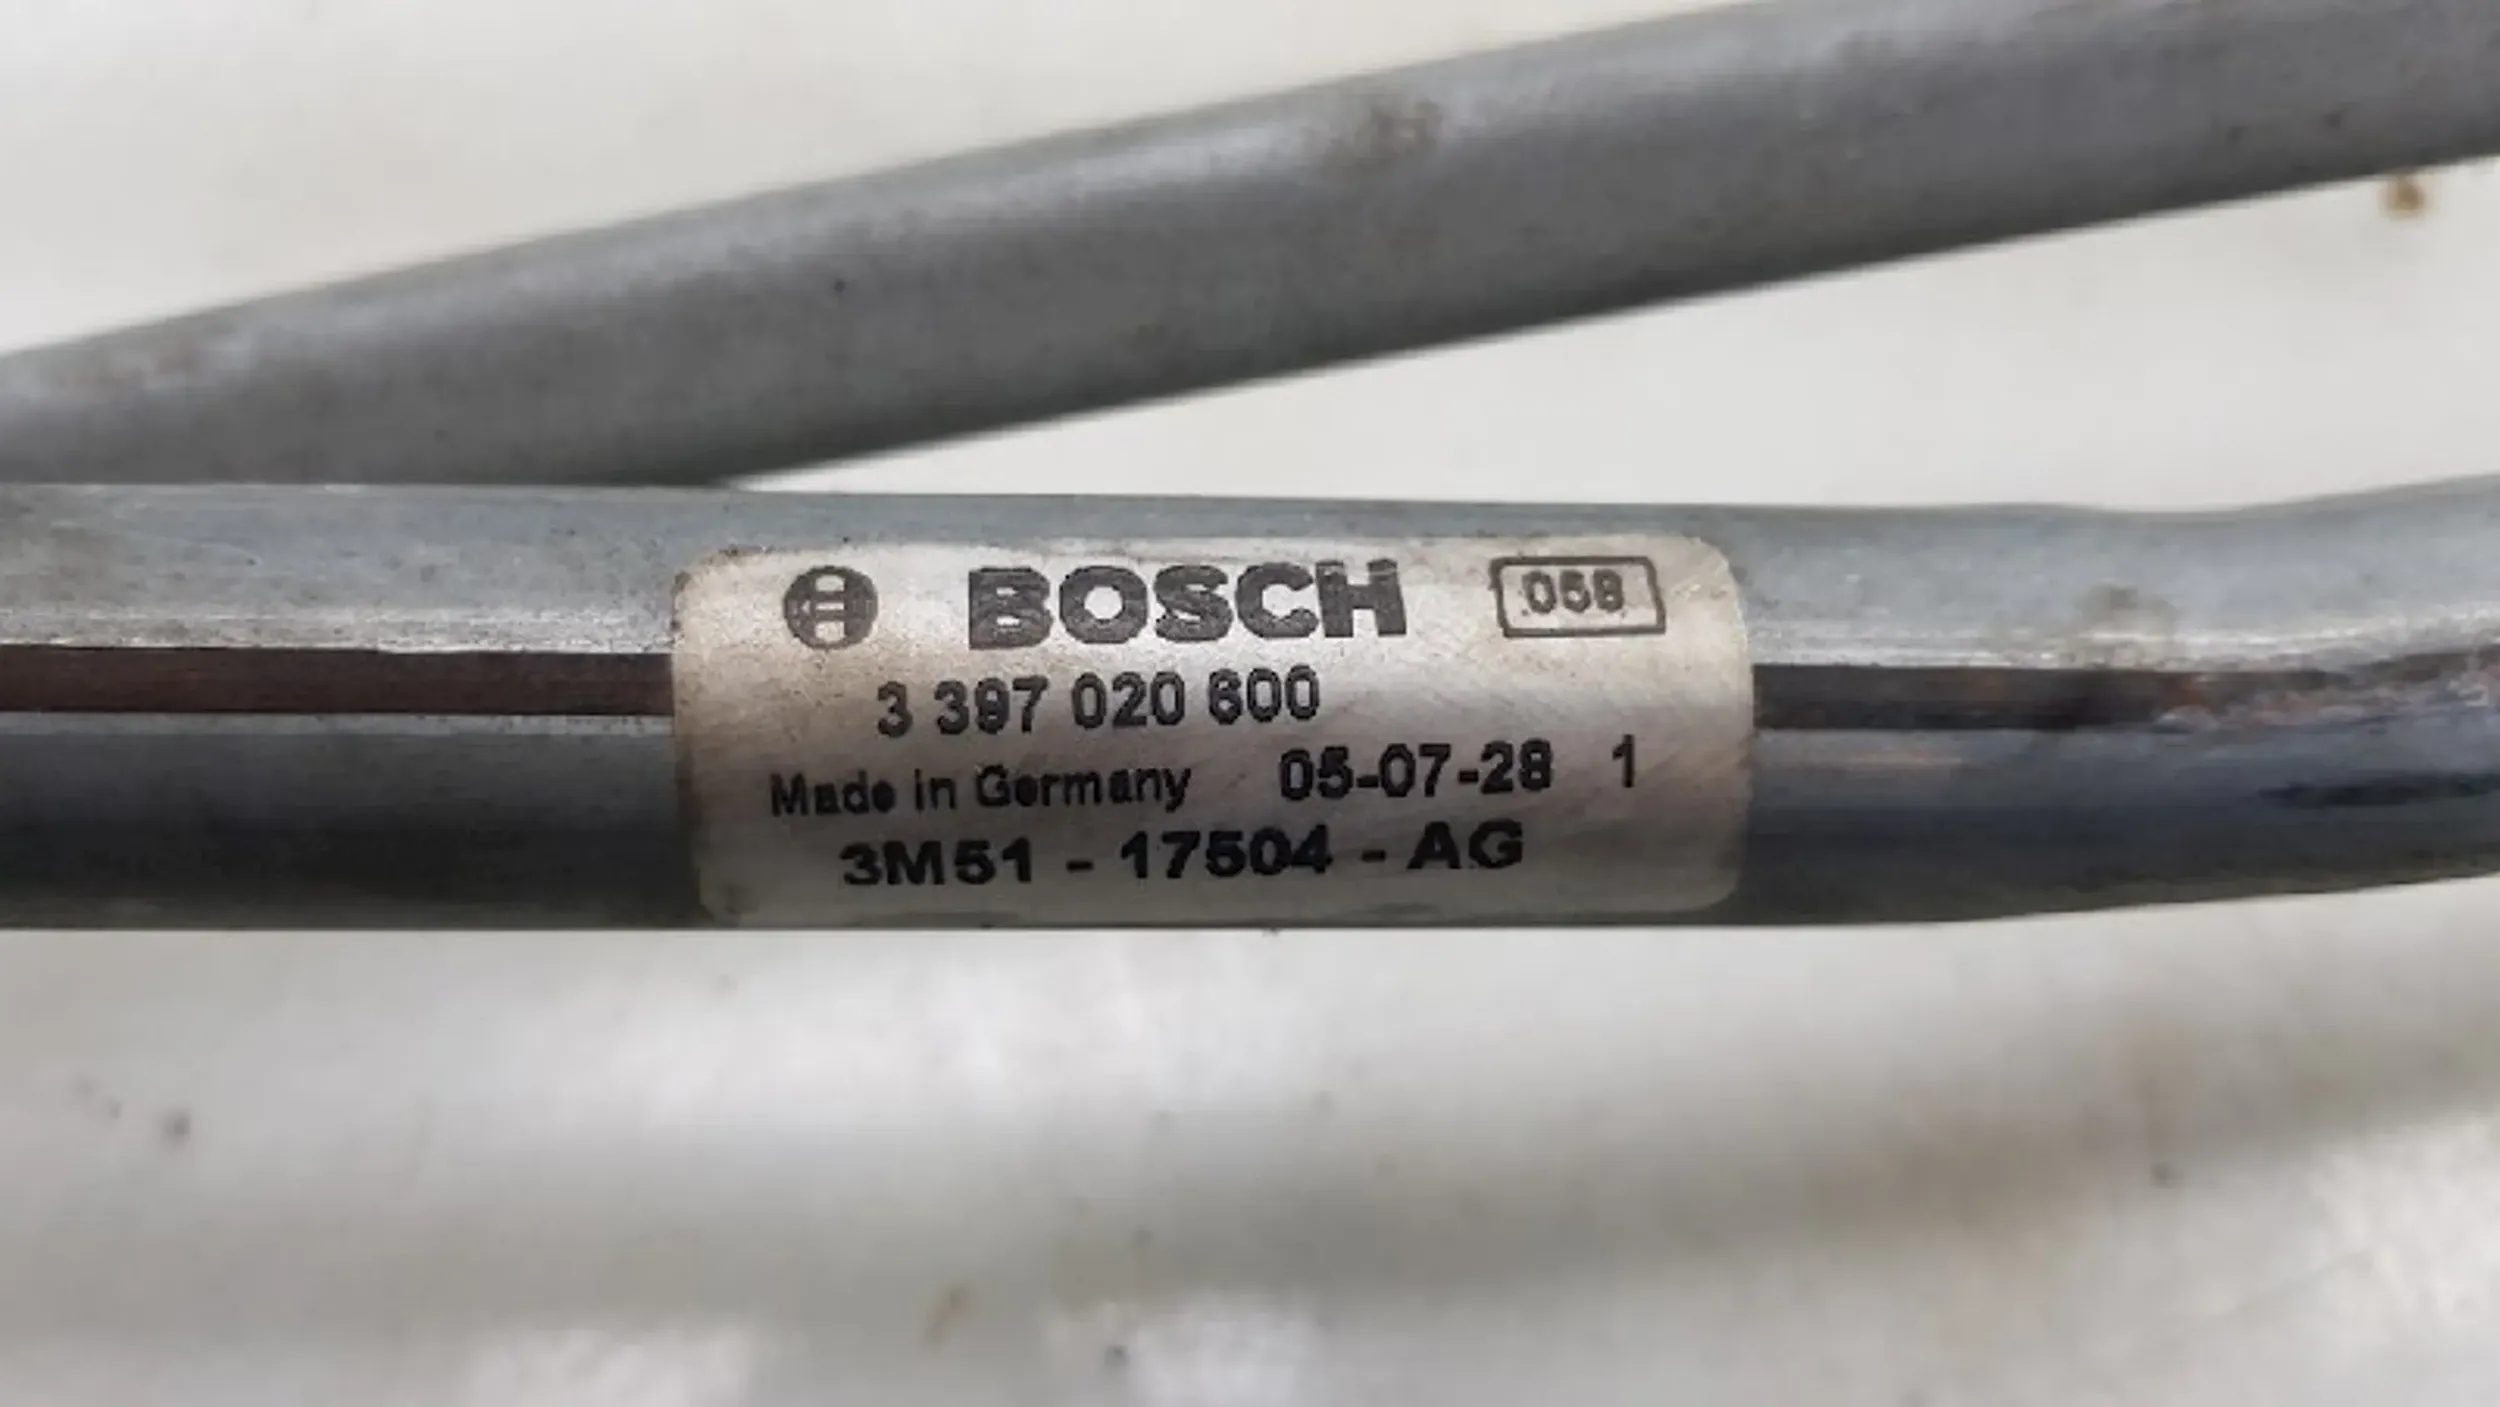 BOSCH 058
3 397 020 600
Made in Germany 05-07-28 1
3M51 - 17504 - AG